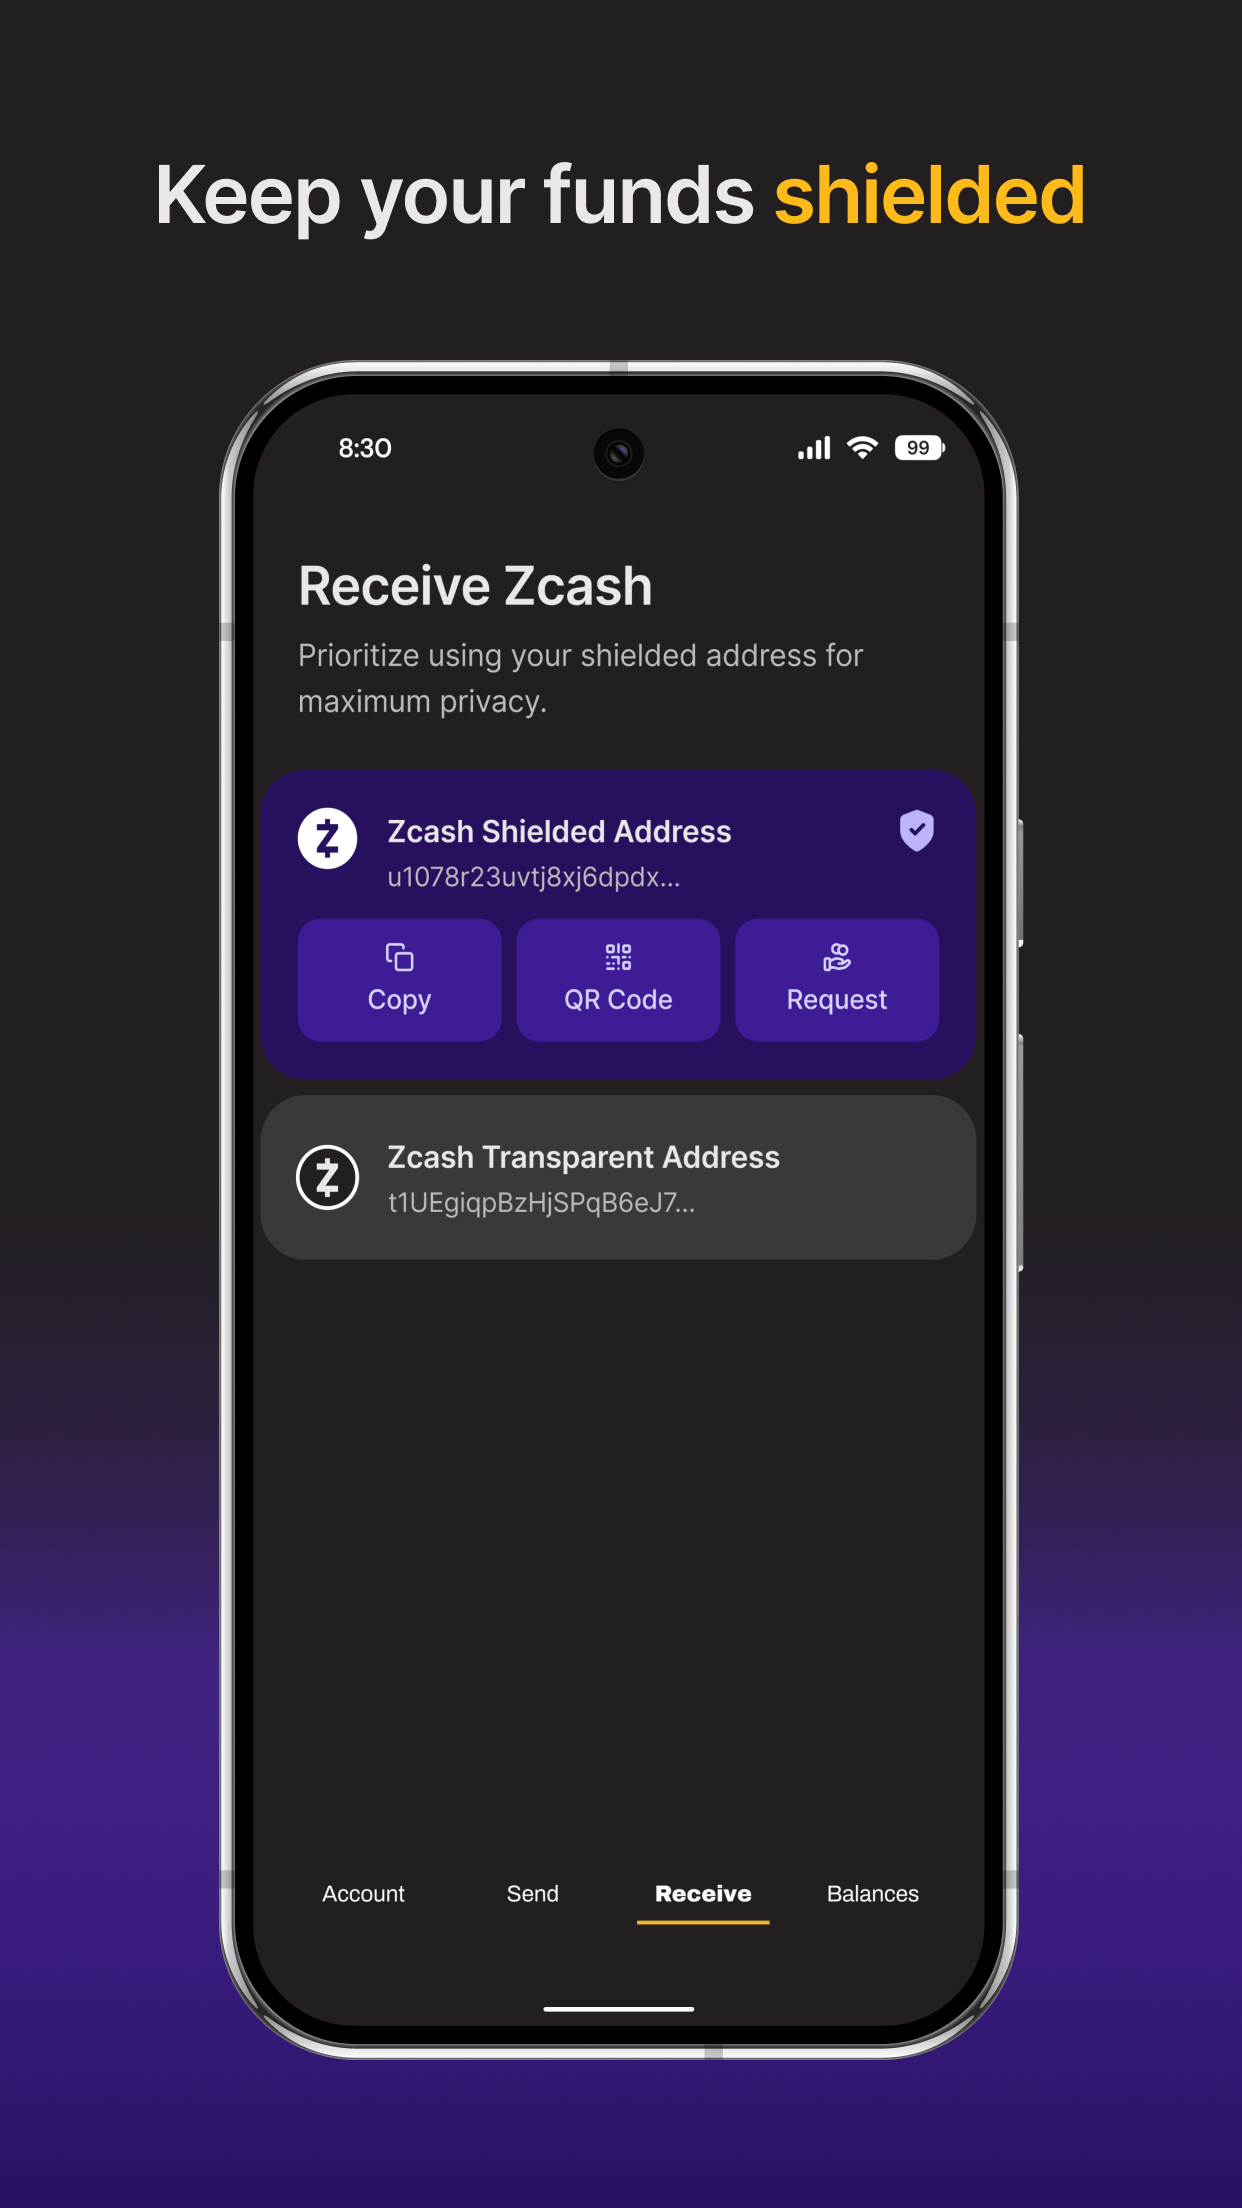 Keep your funds shielded
8:30
99
Receive Zcash
Prioritize using your shielded address for
maximum privacy.
Zcash Shielded Address
u1078r23uvtj8xj6dpdx...
Copy
QR Code
Request
Zcash Transparent Address
t1UEgiqpBzHjSPqB6eJ7...
Account
Send
Receive
Balances